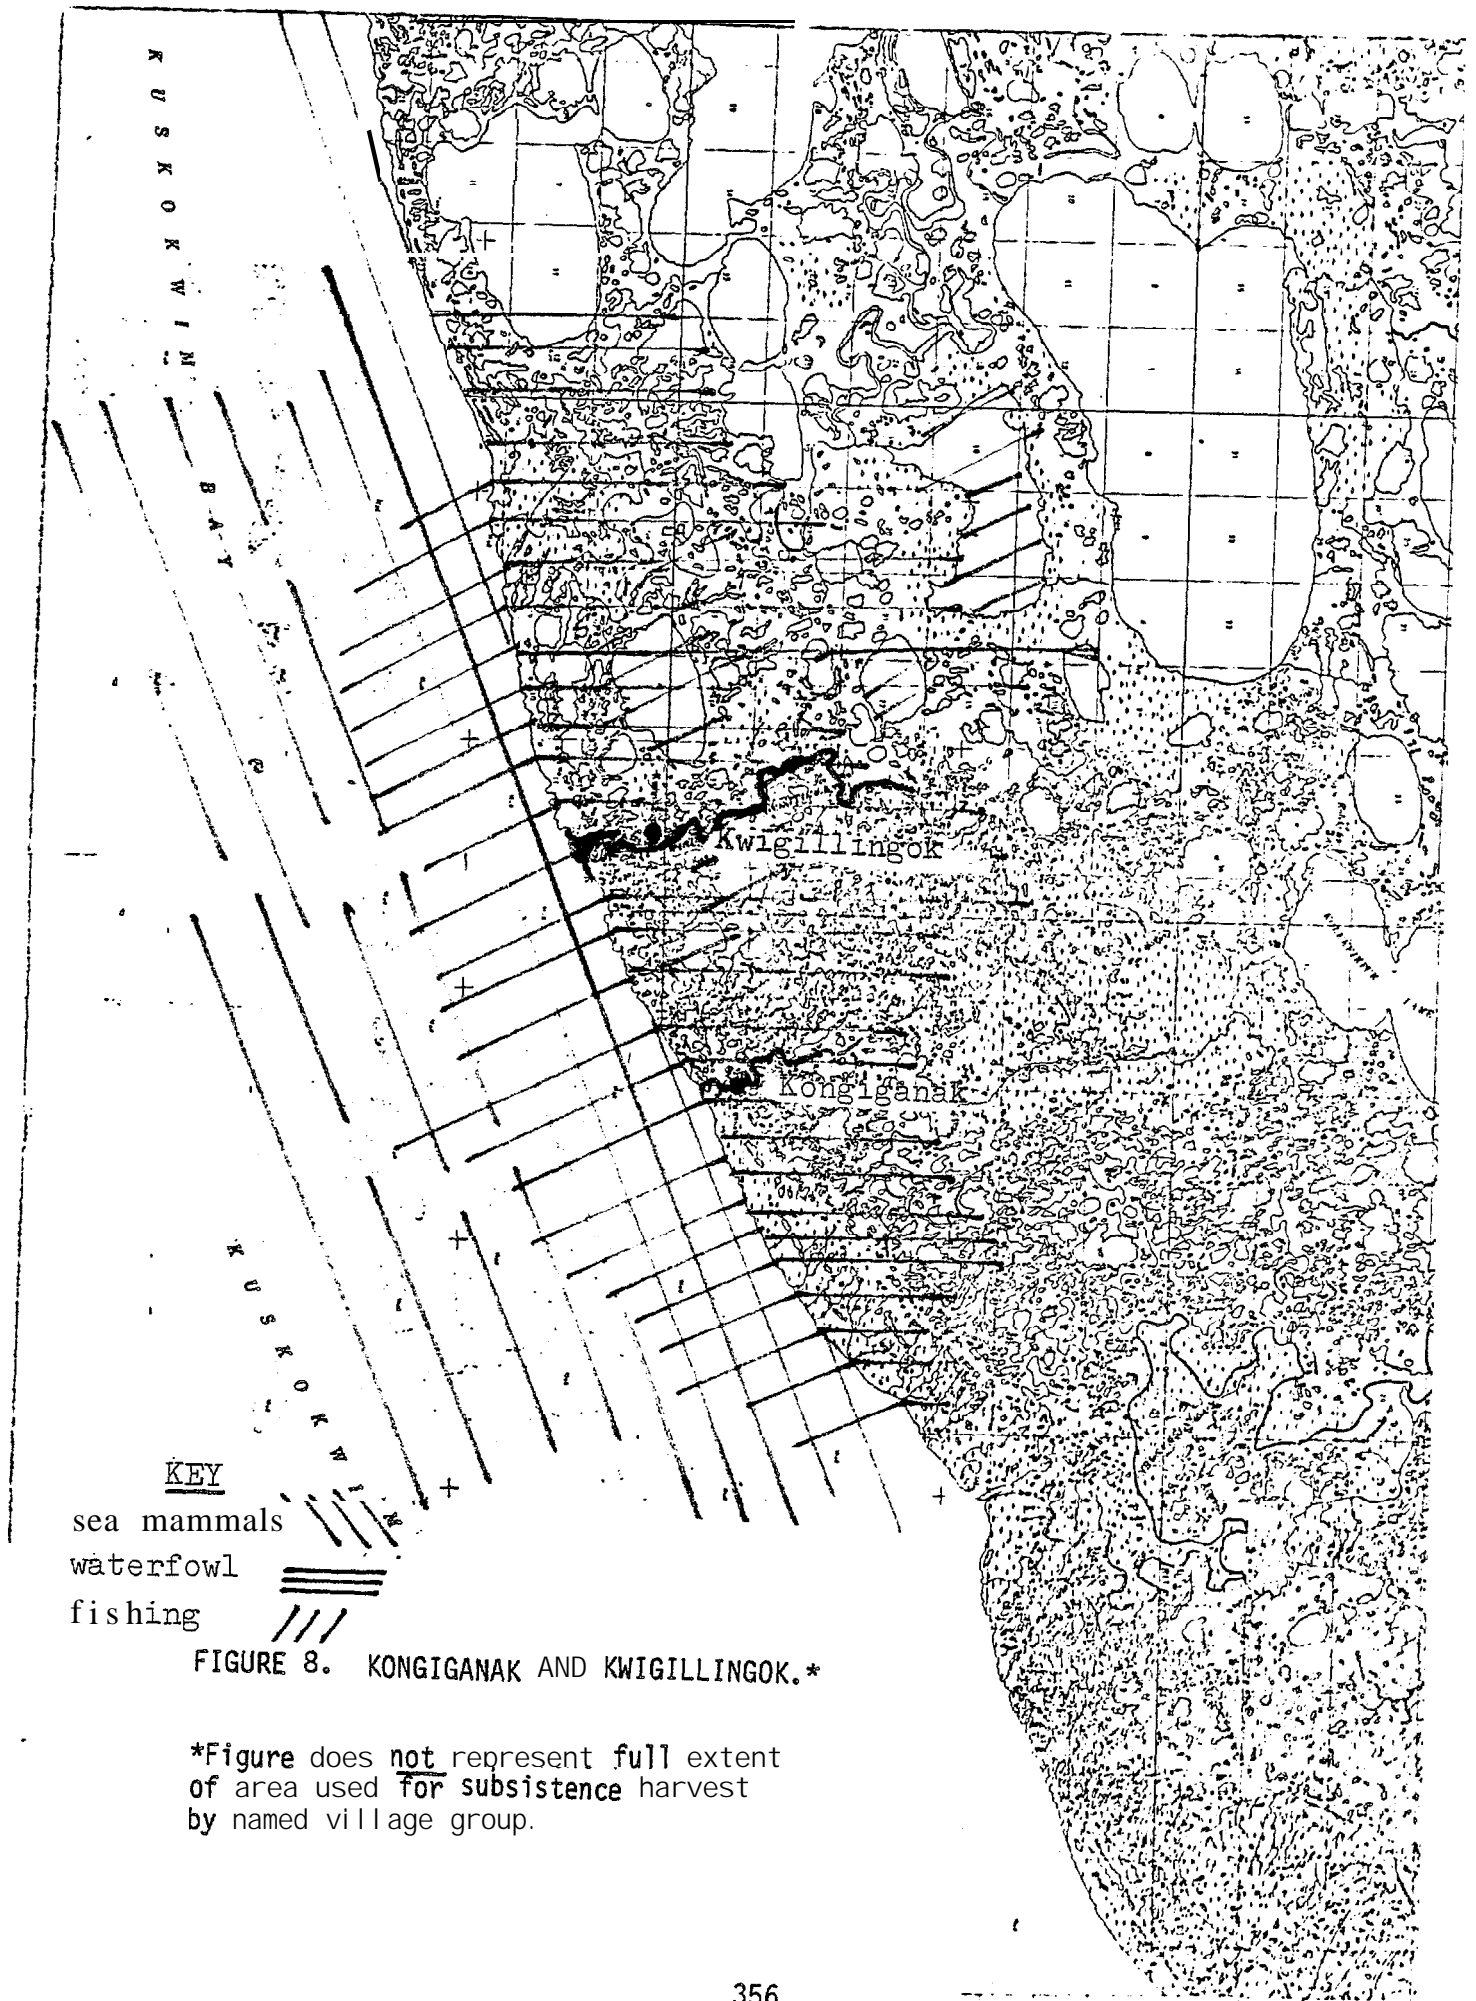 KUSKOKWIM BAY
Kwigillingok
Kongiganak
LAKE
KUSKOKWIM
KEY
sea mammals
waterfowl
fishing
FIGURE 8. KONGIGANAK AND KWIGILLINGOK.*
*Figure does not represent full extent
of area used for subsistence harvest
by named village group.
356